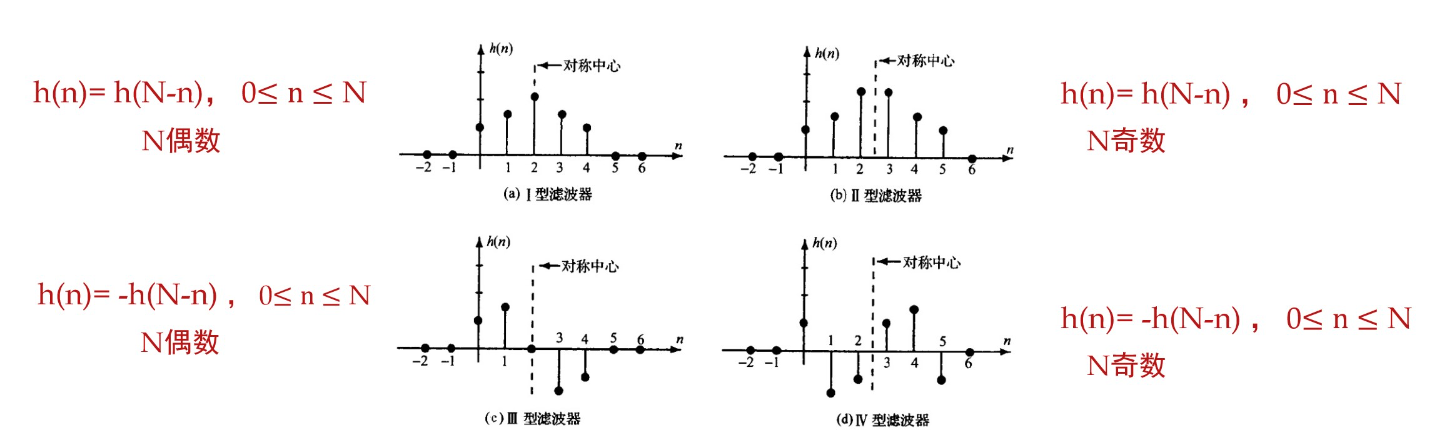 h(n)= h(N-n)， 0≤ n ≤ N
N偶数
h(n)
对称中心
n
-2 -1 1 2 3 4 5 6
(a) Ⅰ型滤波器
h(n)
对称中心
n
-2 -1 1 2 3 4 5 6
(b) Ⅱ型滤波器
h(n)= h(N-n)， 0≤ n ≤ N
N奇数
h(n)= -h(N-n)， 0≤ n ≤ N
N偶数
h(n)
对称中心
n
-2 -1 1 3 4 5 6
(c) Ⅲ 型滤波器
h(n)
对称中心
n
-2 -1 1 2 3 4 5 6
(d) Ⅳ 型滤波器
h(n)= -h(N-n)， 0≤ n ≤ N
N奇数